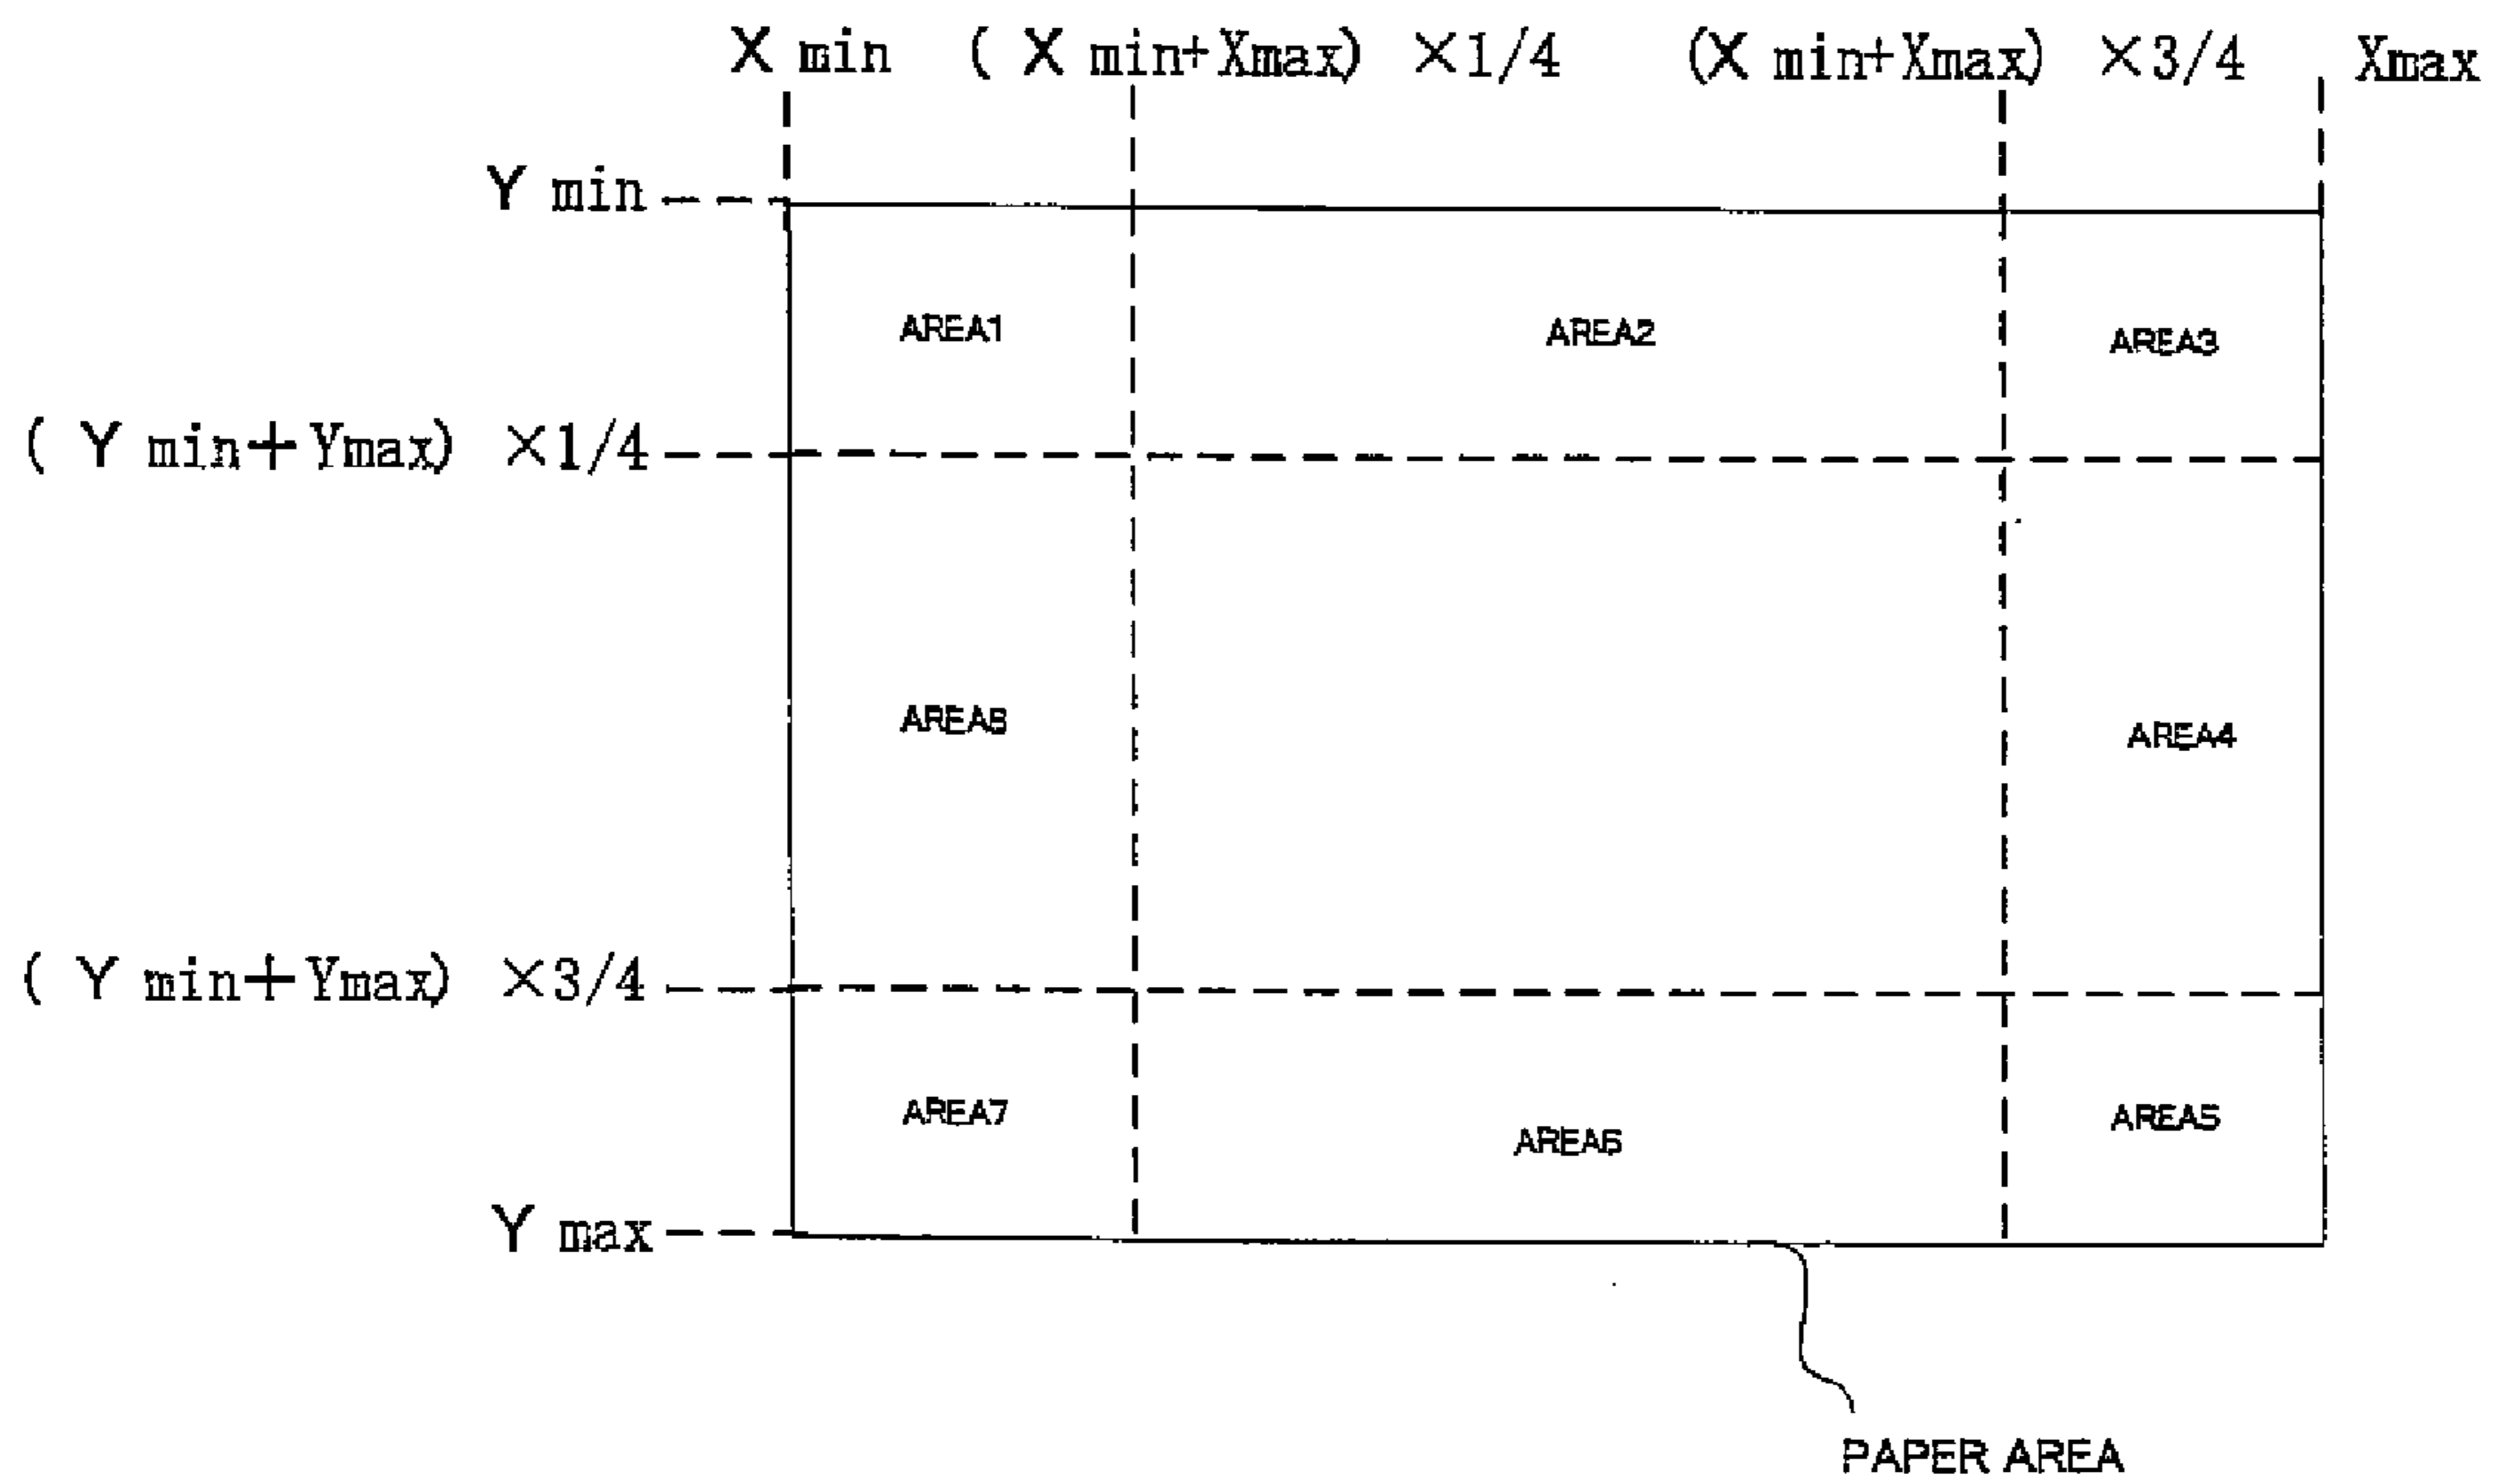 X min ( X min+Xmax) ×1/4 (X min+Xmax) ×3/4 Xmax
Y min
AREA1 AREA2 AREA3
( Y min+Ymax) ×1/4
AREA8 AREA4
( Y min+Ymax) ×3/4
AREA7 AREA6 AREA5
Y max
PAPER AREA